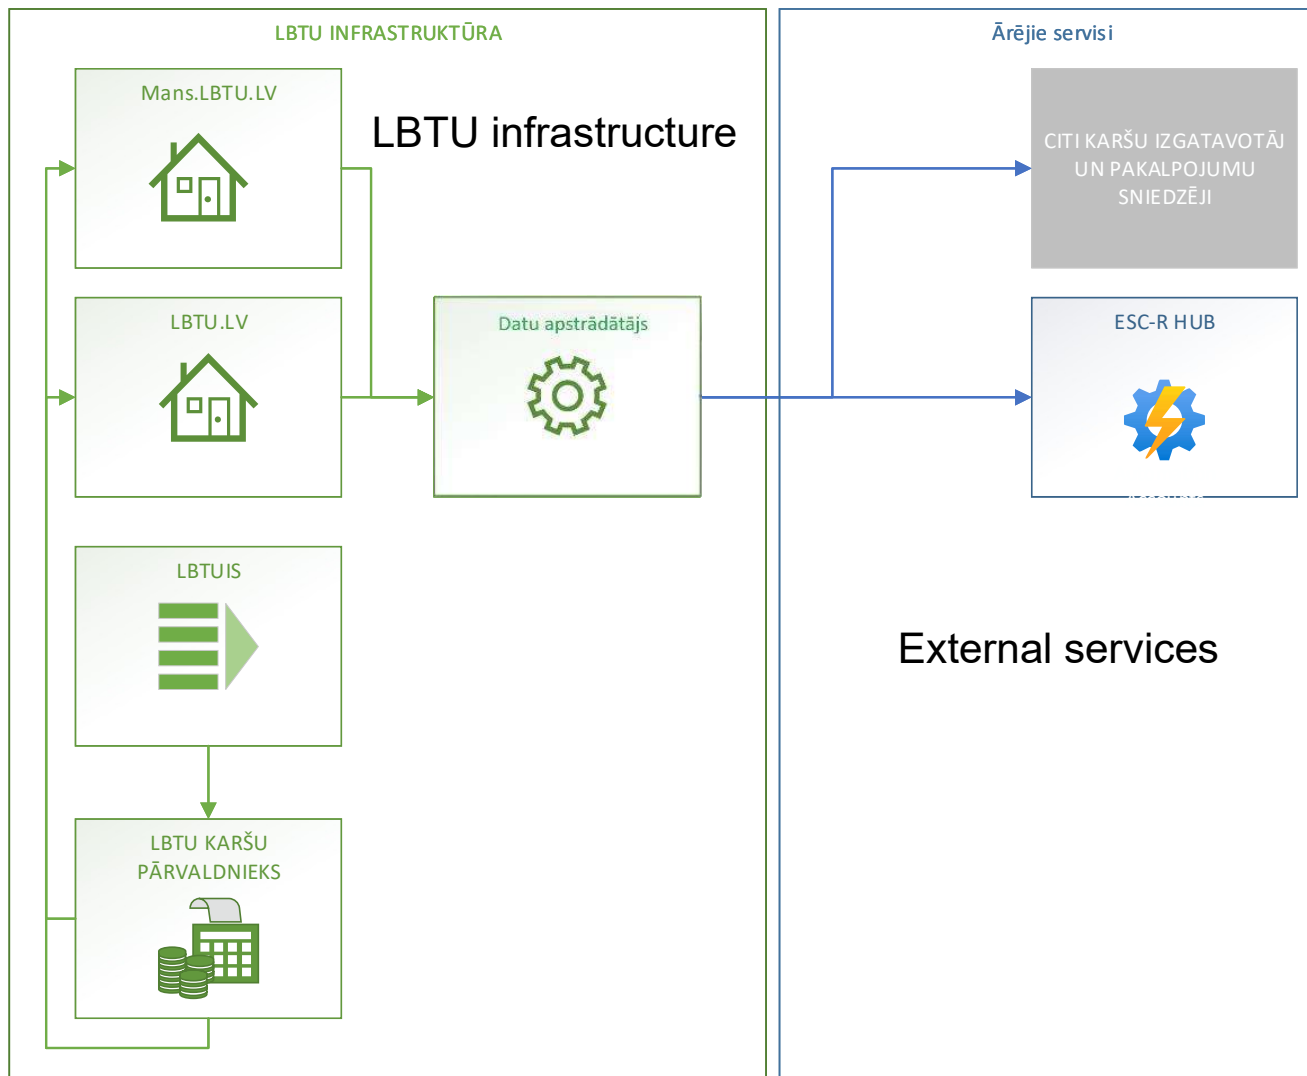 LBTU INFRASTRUKTŪRA
Mans.LBTU.LV
LBTU infrastructure
LBTU.LV
Datu apstrādātājs
LBTUIS
LBTU KARŠU
PĀRVALDNIEKS
Ārējie servisi
CITI KARŠU IZGATAVOTĀJ
UN PAKALPOJUMU
SNIEDZĒJI
ESC-R HUB
External services